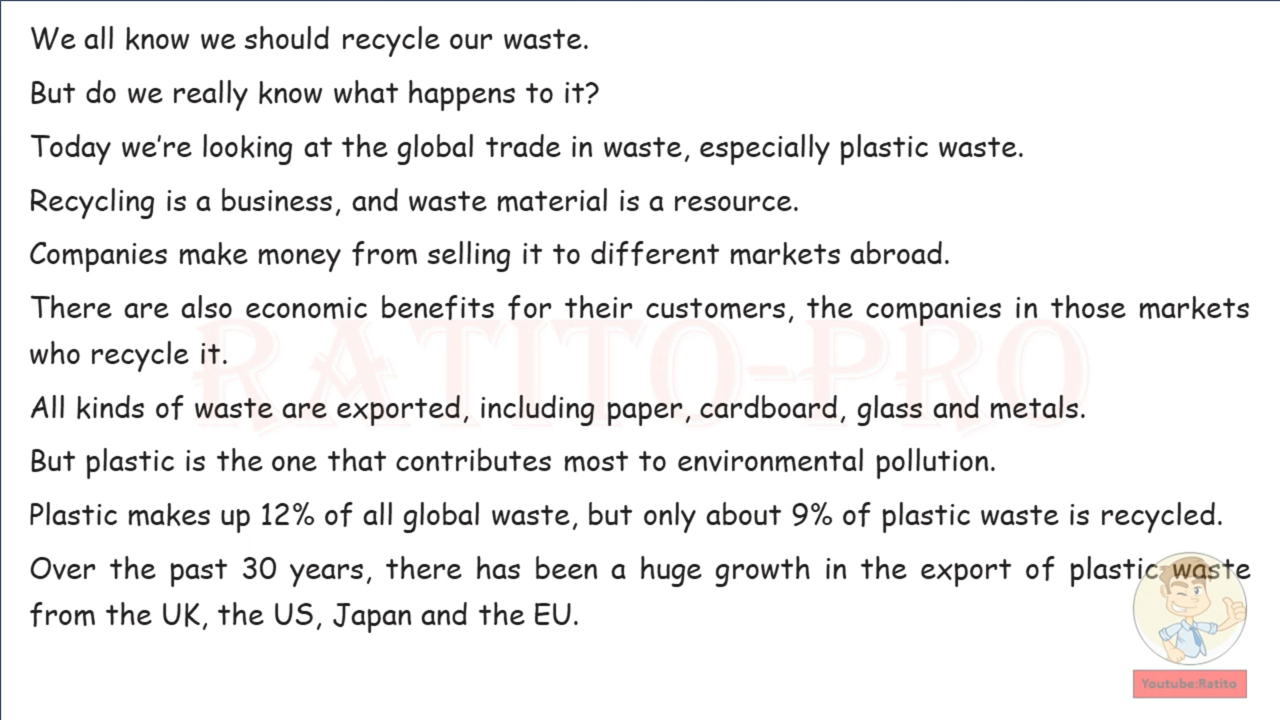 We all know we should recycle our waste.
But do we really know what happens to it?
Today we're looking at the global trade in waste, especially plastic waste.
Recycling is a business, and waste material is a resource.
Companies make money from selling it to different markets abroad.
There are also economic benefits for their customers, the companies in those markets
who recycle it.
RATITO-PRO
All kinds of waste are exported, including paper, cardboard, glass and metals.
But plastic is the one that contributes most to environmental pollution.
Plastic makes up 12% of all global waste, but only about 9% of plastic waste is recycled.
Over the past 30 years, there has been a huge growth in the export of plastic waste
from the UK, the US, Japan and the EU.
Youtube:Ratito